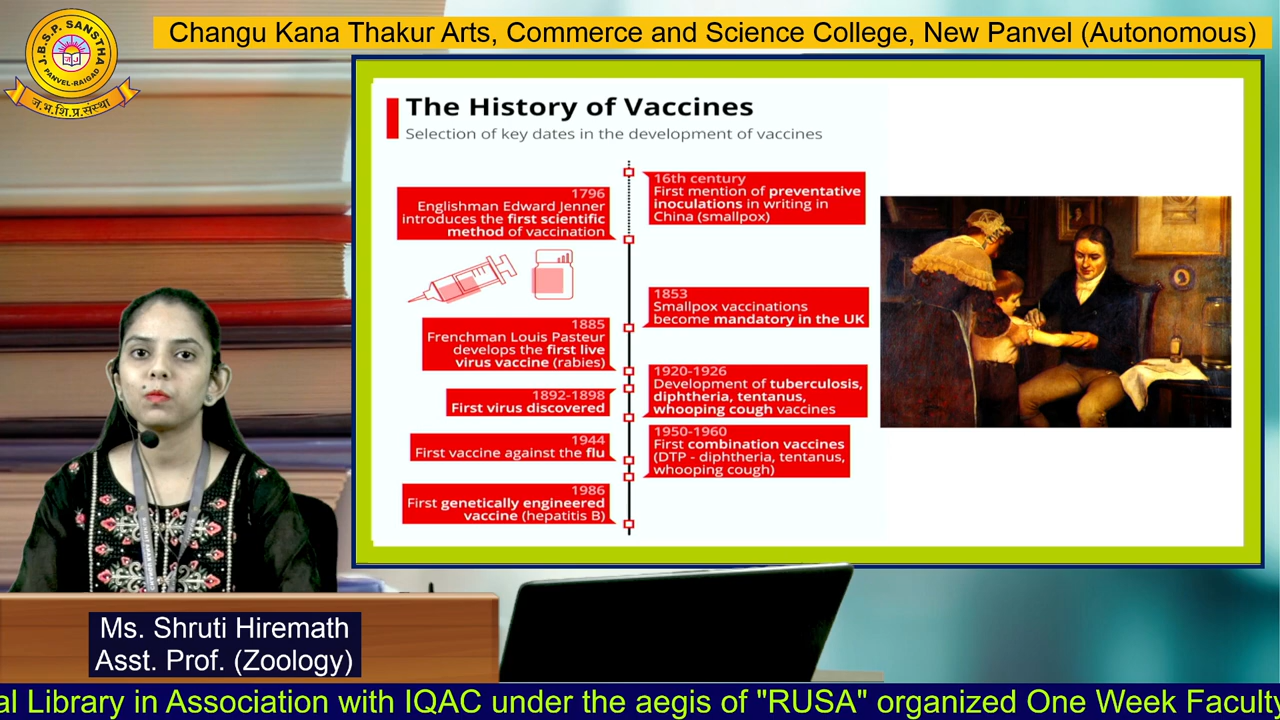 Changu Kana Thakur Arts, Commerce and Science College, New Panvel (Autonomous)
J.B.S.P. SANSTHA
PANVEL-RAIGAD
ज.भ.शि.प्र.संस्था
The History of Vaccines
Selection of key dates in the development of vaccines
16th century
First mention of preventative
inoculations in writing in
China (smallpox)
1796
Englishman Edward Jenner
introduces the first scientific
method of vaccination
1853
Smallpox vaccinations
become mandatory in the UK
1885
Frenchman Louis Pasteur
develops the first live
virus vaccine (rabies)
1892-1898
First virus discovered
1920-1926
Development of tuberculosis,
diphtheria, tentanus,
whooping cough vaccines
1944
First vaccine against the flu
1950-1960
First combination vaccines
(DTP - diphtheria, tentanus,
whooping cough)
1986
First genetically engineered
vaccine (hepatitis B)
Ms. Shruti Hiremath
Asst. Prof. (Zoology)
al Library in Association with IQAC under the aegis of "RUSA" organized One Week Faculty